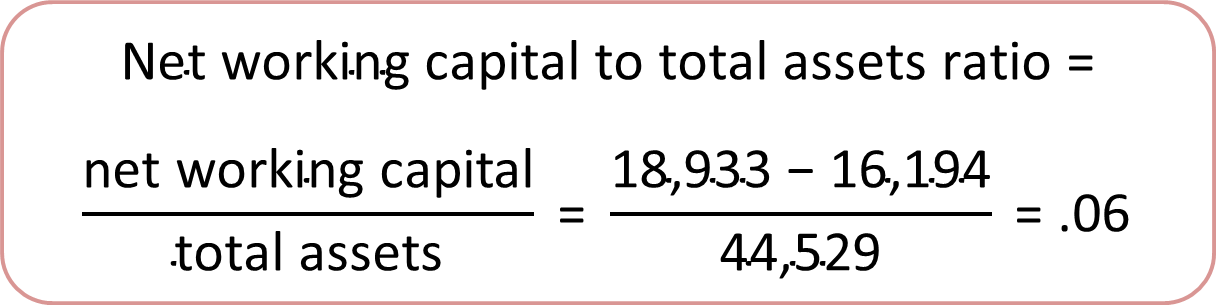 Net working capital to total assets ratio =
net working capital / total assets = 18,933 − 16,194 / 44,529 = .06